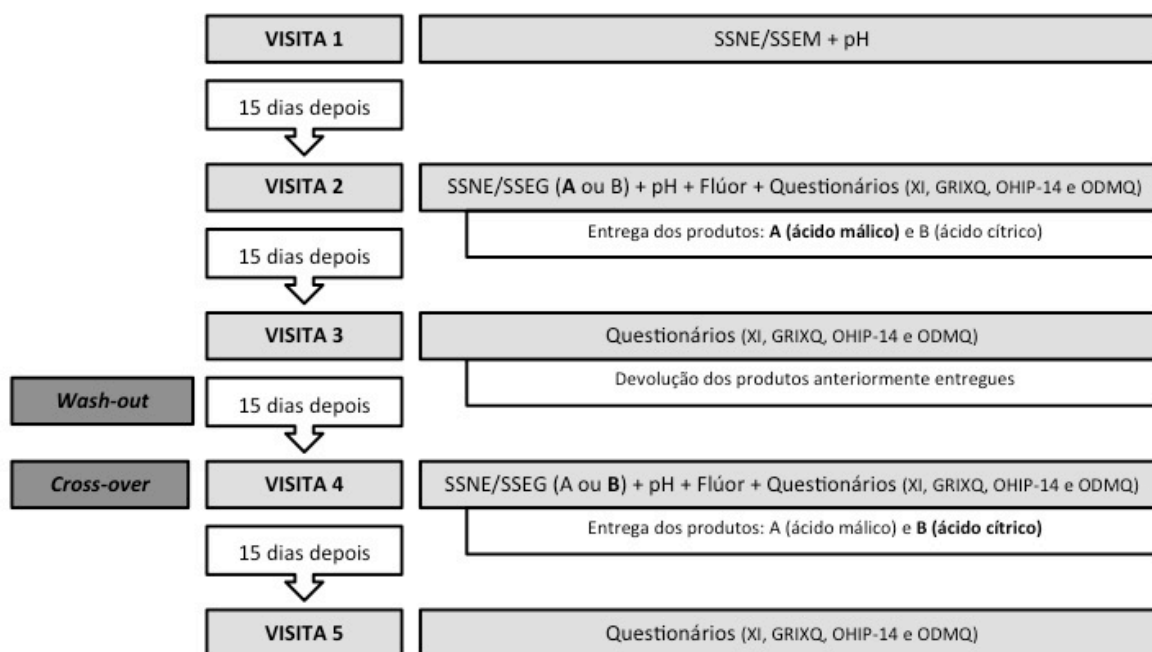 VISITA 1
SSNE/SSEM + pH
15 dias depois
VISITA 2
SSNE/SSEG (A ou B) + pH + Flúor + Questionários (XI, GRIXQ, OHIP-14 e ODMQ)
Entrega dos produtos: A (ácido málico) e B (ácido cítrico)
15 dias depois
VISITA 3
Questionários (XI, GRIXQ, OHIP-14 e ODMQ)
Devolução dos produtos anteriormente entregues
Wash-out
15 dias depois
Cross-over
VISITA 4
SSNE/SSEG (A ou B) + pH + Flúor + Questionários (XI, GRIXQ, OHIP-14 e ODMQ)
Entrega dos produtos: A (ácido málico) e B (ácido cítrico)
15 dias depois
VISITA 5
Questionários (XI, GRIXQ, OHIP-14 e ODMQ)